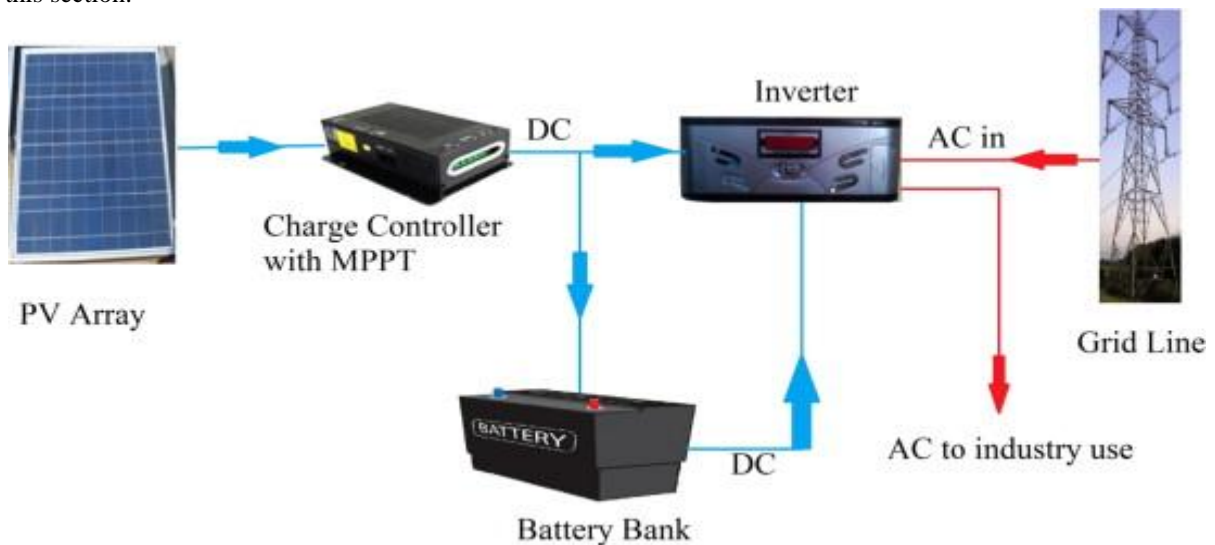 this section.
Inverter
DC
AC in
Charge Controller
with MPPT
PV Array
Grid Line
BATTERY
DC
AC to industry use
Battery Bank